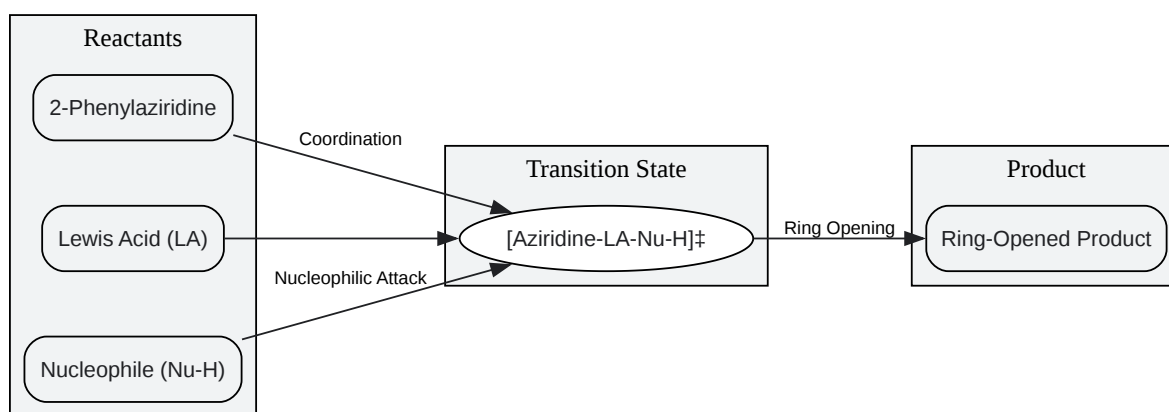 Reactants
2-Phenylaziridine
Coordination
Transition State
Product
Lewis Acid (LA)
[Aziridine-LA-Nu-H]‡
Ring Opening
Ring-Opened Product
Nucleophilic Attack
Nucleophile (Nu-H)